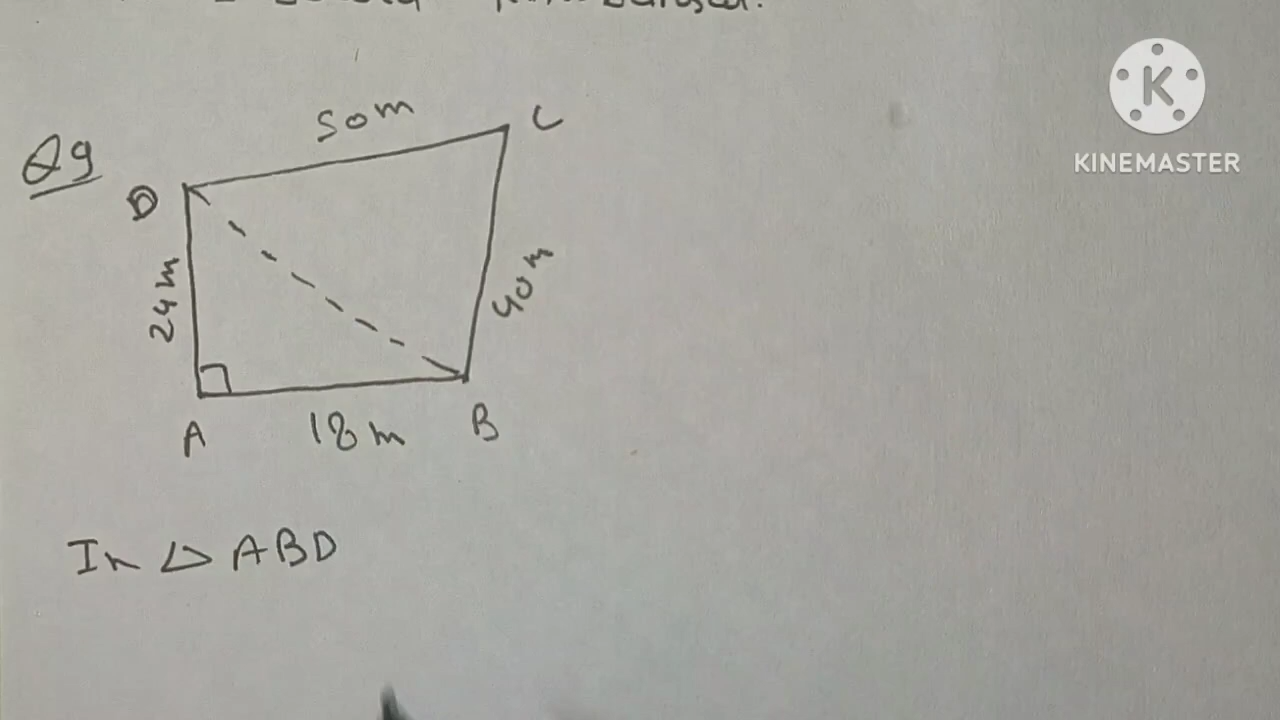 50m
C
Q9
D
24m
40m
A
18m
B
In △ ABD
KINEMASTER